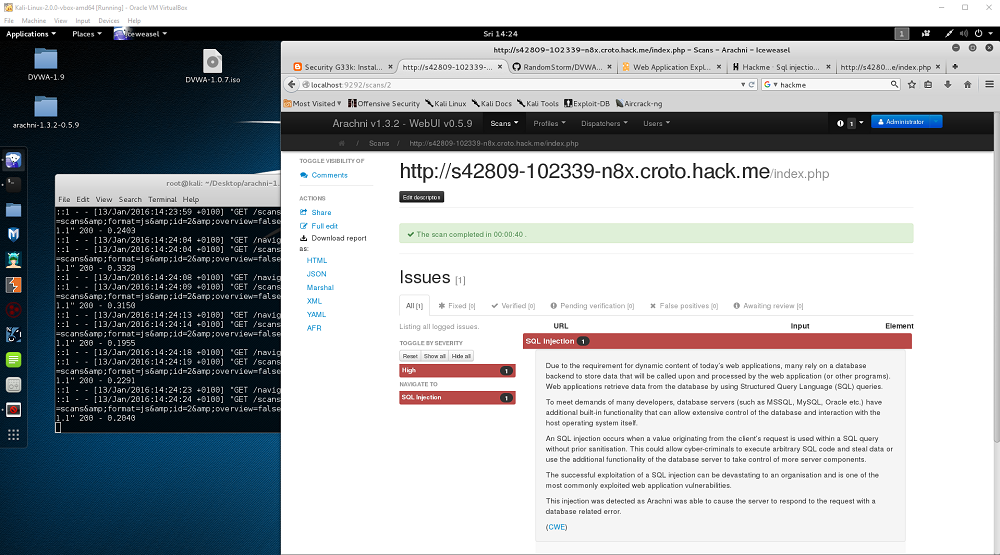 Kali-Linux-2.0.0-vbox-amd64 [Running] - Oracle VM VirtualBox
File Machine View Input Devices Help
Applications Places Iceweasel Sri 14:24 1
http://s42809-102339-n8x.croto.hack.me/index.php - Scans - Arachni - Iceweasel
Security G33k: Instal... http://s42809-102339-... RandomStorm/DVWA... Web Application Expl... Hackme · Sql injectio... http://s4280...e/index.php
localhost:9292/scans/2 hackme
Most Visited Offensive Security Kali Linux Kali Docs Kali Tools Exploit-DB Aircrack-ng
DVWA-1.9
DVWA-1.0.7.iso
arachni-1.3.2-0.5.9
Arachni v1.3.2 - WebUI v0.5.9 Scans Profiles Dispatchers Users 1 Administrator
/ Scans / http://s42809-102339-n8x.croto.hack.me/index.php
root@kali: ~/Desktop/arachni-1.
File Edit View Search Terminal Help
::1 - - [13/Jan/2016:14:23:59 +0100] "GET /scans
=scans&amp;format=js&amp;id=2&amp;overview=false
1.1" 200 - 0.2403
::1 - - [13/Jan/2016:14:24:04 +0100] "GET /navig
::1 - - [13/Jan/2016:14:24:04 +0100] "GET /scans
=scans&amp;format=js&amp;id=2&amp;overview=false
1.1" 200 - 0.3328
::1 - - [13/Jan/2016:14:24:08 +0100] "GET /navig
::1 - - [13/Jan/2016:14:24:09 +0100] "GET /scans
=scans&amp;format=js&amp;id=2&amp;overview=false
1.1" 200 - 0.3150
::1 - - [13/Jan/2016:14:24:13 +0100] "GET /navig
::1 - - [13/Jan/2016:14:24:14 +0100] "GET /scans
=scans&amp;format=js&amp;id=2&amp;overview=false
1.1" 200 - 0.1955
::1 - - [13/Jan/2016:14:24:18 +0100] "GET /navig
::1 - - [13/Jan/2016:14:24:19 +0100] "GET /scans
=scans&amp;format=js&amp;id=2&amp;overview=false
1.1" 200 - 0.2291
::1 - - [13/Jan/2016:14:24:23 +0100] "GET /navig
::1 - - [13/Jan/2016:14:24:23 +0100] "GET /scans
=scans&amp;format=js&amp;id=2&amp;overview=false
1.1" 200 - 0.2040
TOGGLE VISIBILITY OF
Comments
ACTIONS
Share
Full edit
Download report
as:
HTML
JSON
Marshal
XML
YAML
AFR
http://s42809-102339-n8x.croto.hack.me/index.php
Edit description
The scan completed in 00:00:40 .
Issues [1]
All [1] Fixed [0] Verified [0] Pending verification [0] False positives [0] Awaiting review [0]
Listing all logged issues.
TOGGLE BY SEVERITY
Reset Show all Hide all
High 1
NAVIGATE TO
SQL Injection 1
URL Input Element
SQL Injection 1
Due to the requirement for dynamic content of today's web applications, many rely on a database
backend to store data that will be called upon and processed by the web application (or other programs).
Web applications retrieve data from the database by using Structured Query Language (SQL) queries.
To meet demands of many developers, database servers (such as MSSQL, MySQL, Oracle etc.) have
additional built-in functionality that can allow extensive control of the database and interaction with the
host operating system itself.
An SQL injection occurs when a value originating from the client's request is used within a SQL query
without prior sanitisation. This could allow cyber-criminals to execute arbitrary SQL code and steal data or
use the additional functionality of the database server to take control of more server components.
The successful exploitation of a SQL injection can be devastating to an organisation and is one of the
most commonly exploited web application vulnerabilities.
This injection was detected as Arachni was able to cause the server to respond to the request with a
database related error.
(CWE)